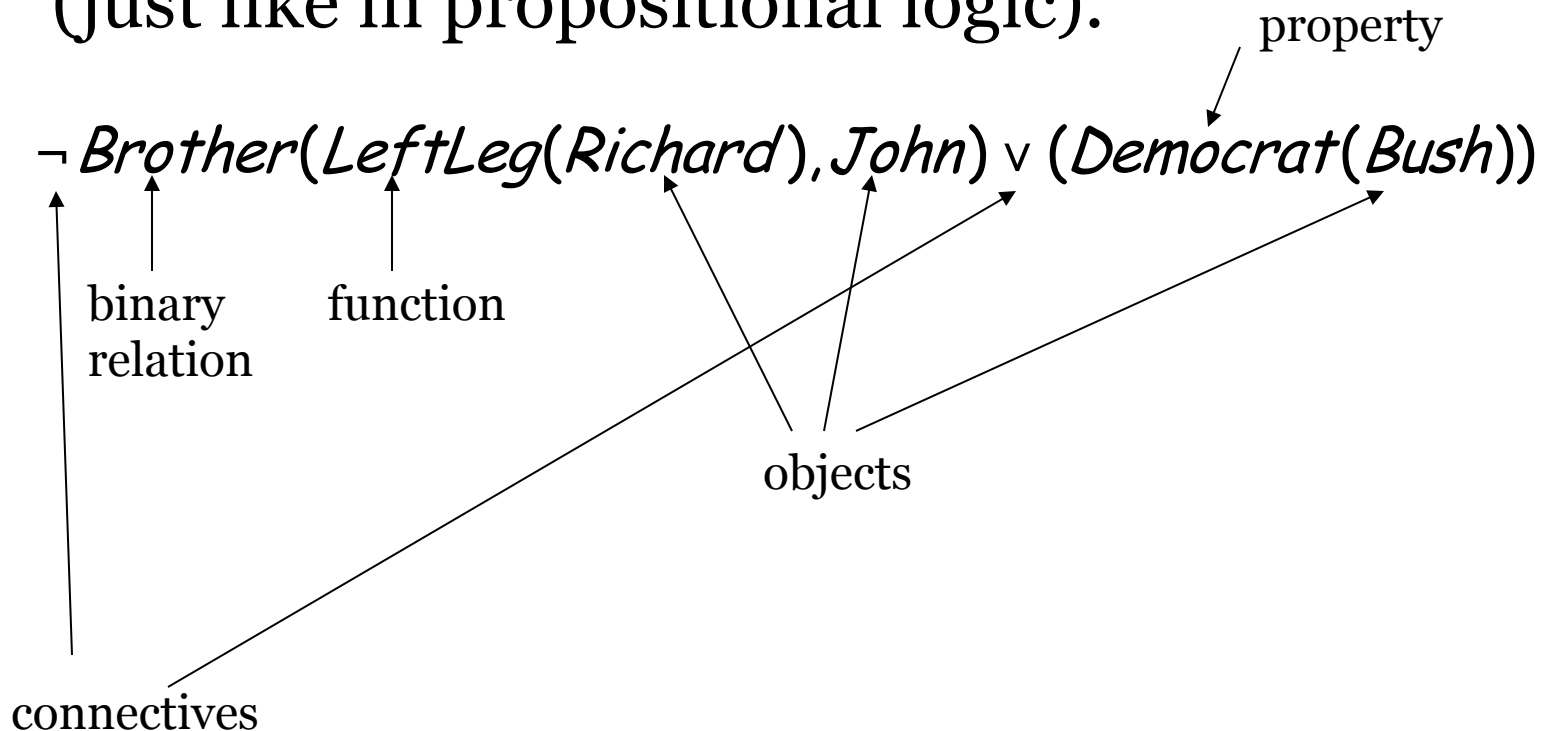 (just like in propositional logic).
property
¬ Brother(LeftLeg(Richard),John) ∨ (Democrat(Bush))
binary
relation
function
objects
connectives